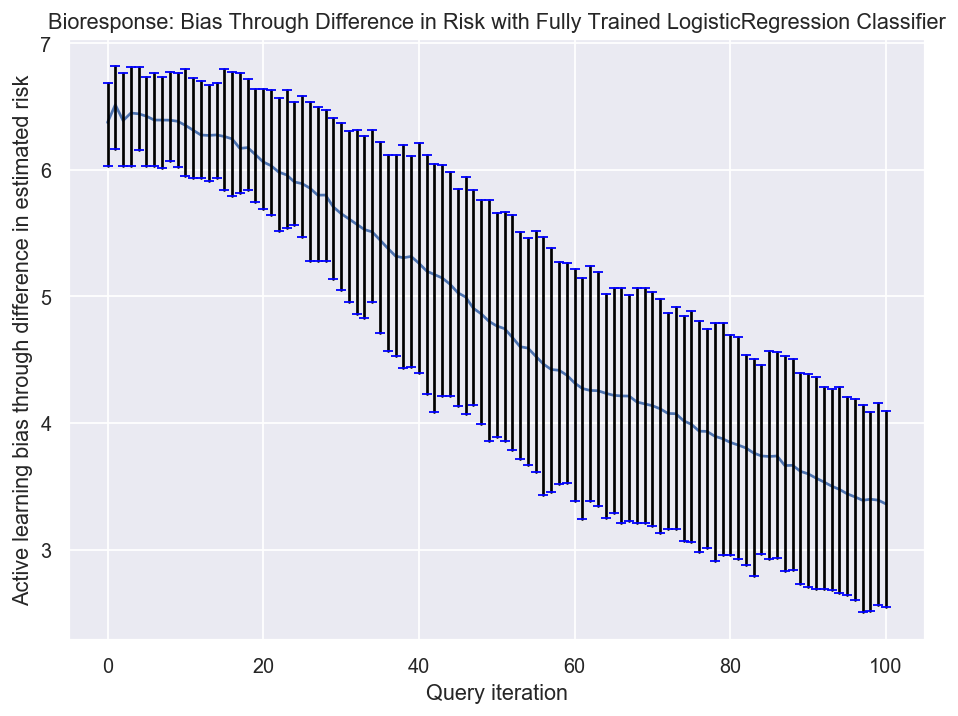 Bioresponse: Bias Through Difference in Risk with Fully Trained LogisticRegression Classifier
Active learning bias through difference in estimated risk
7
6
5
4
3
0 20 40 60 80 100
Query iteration